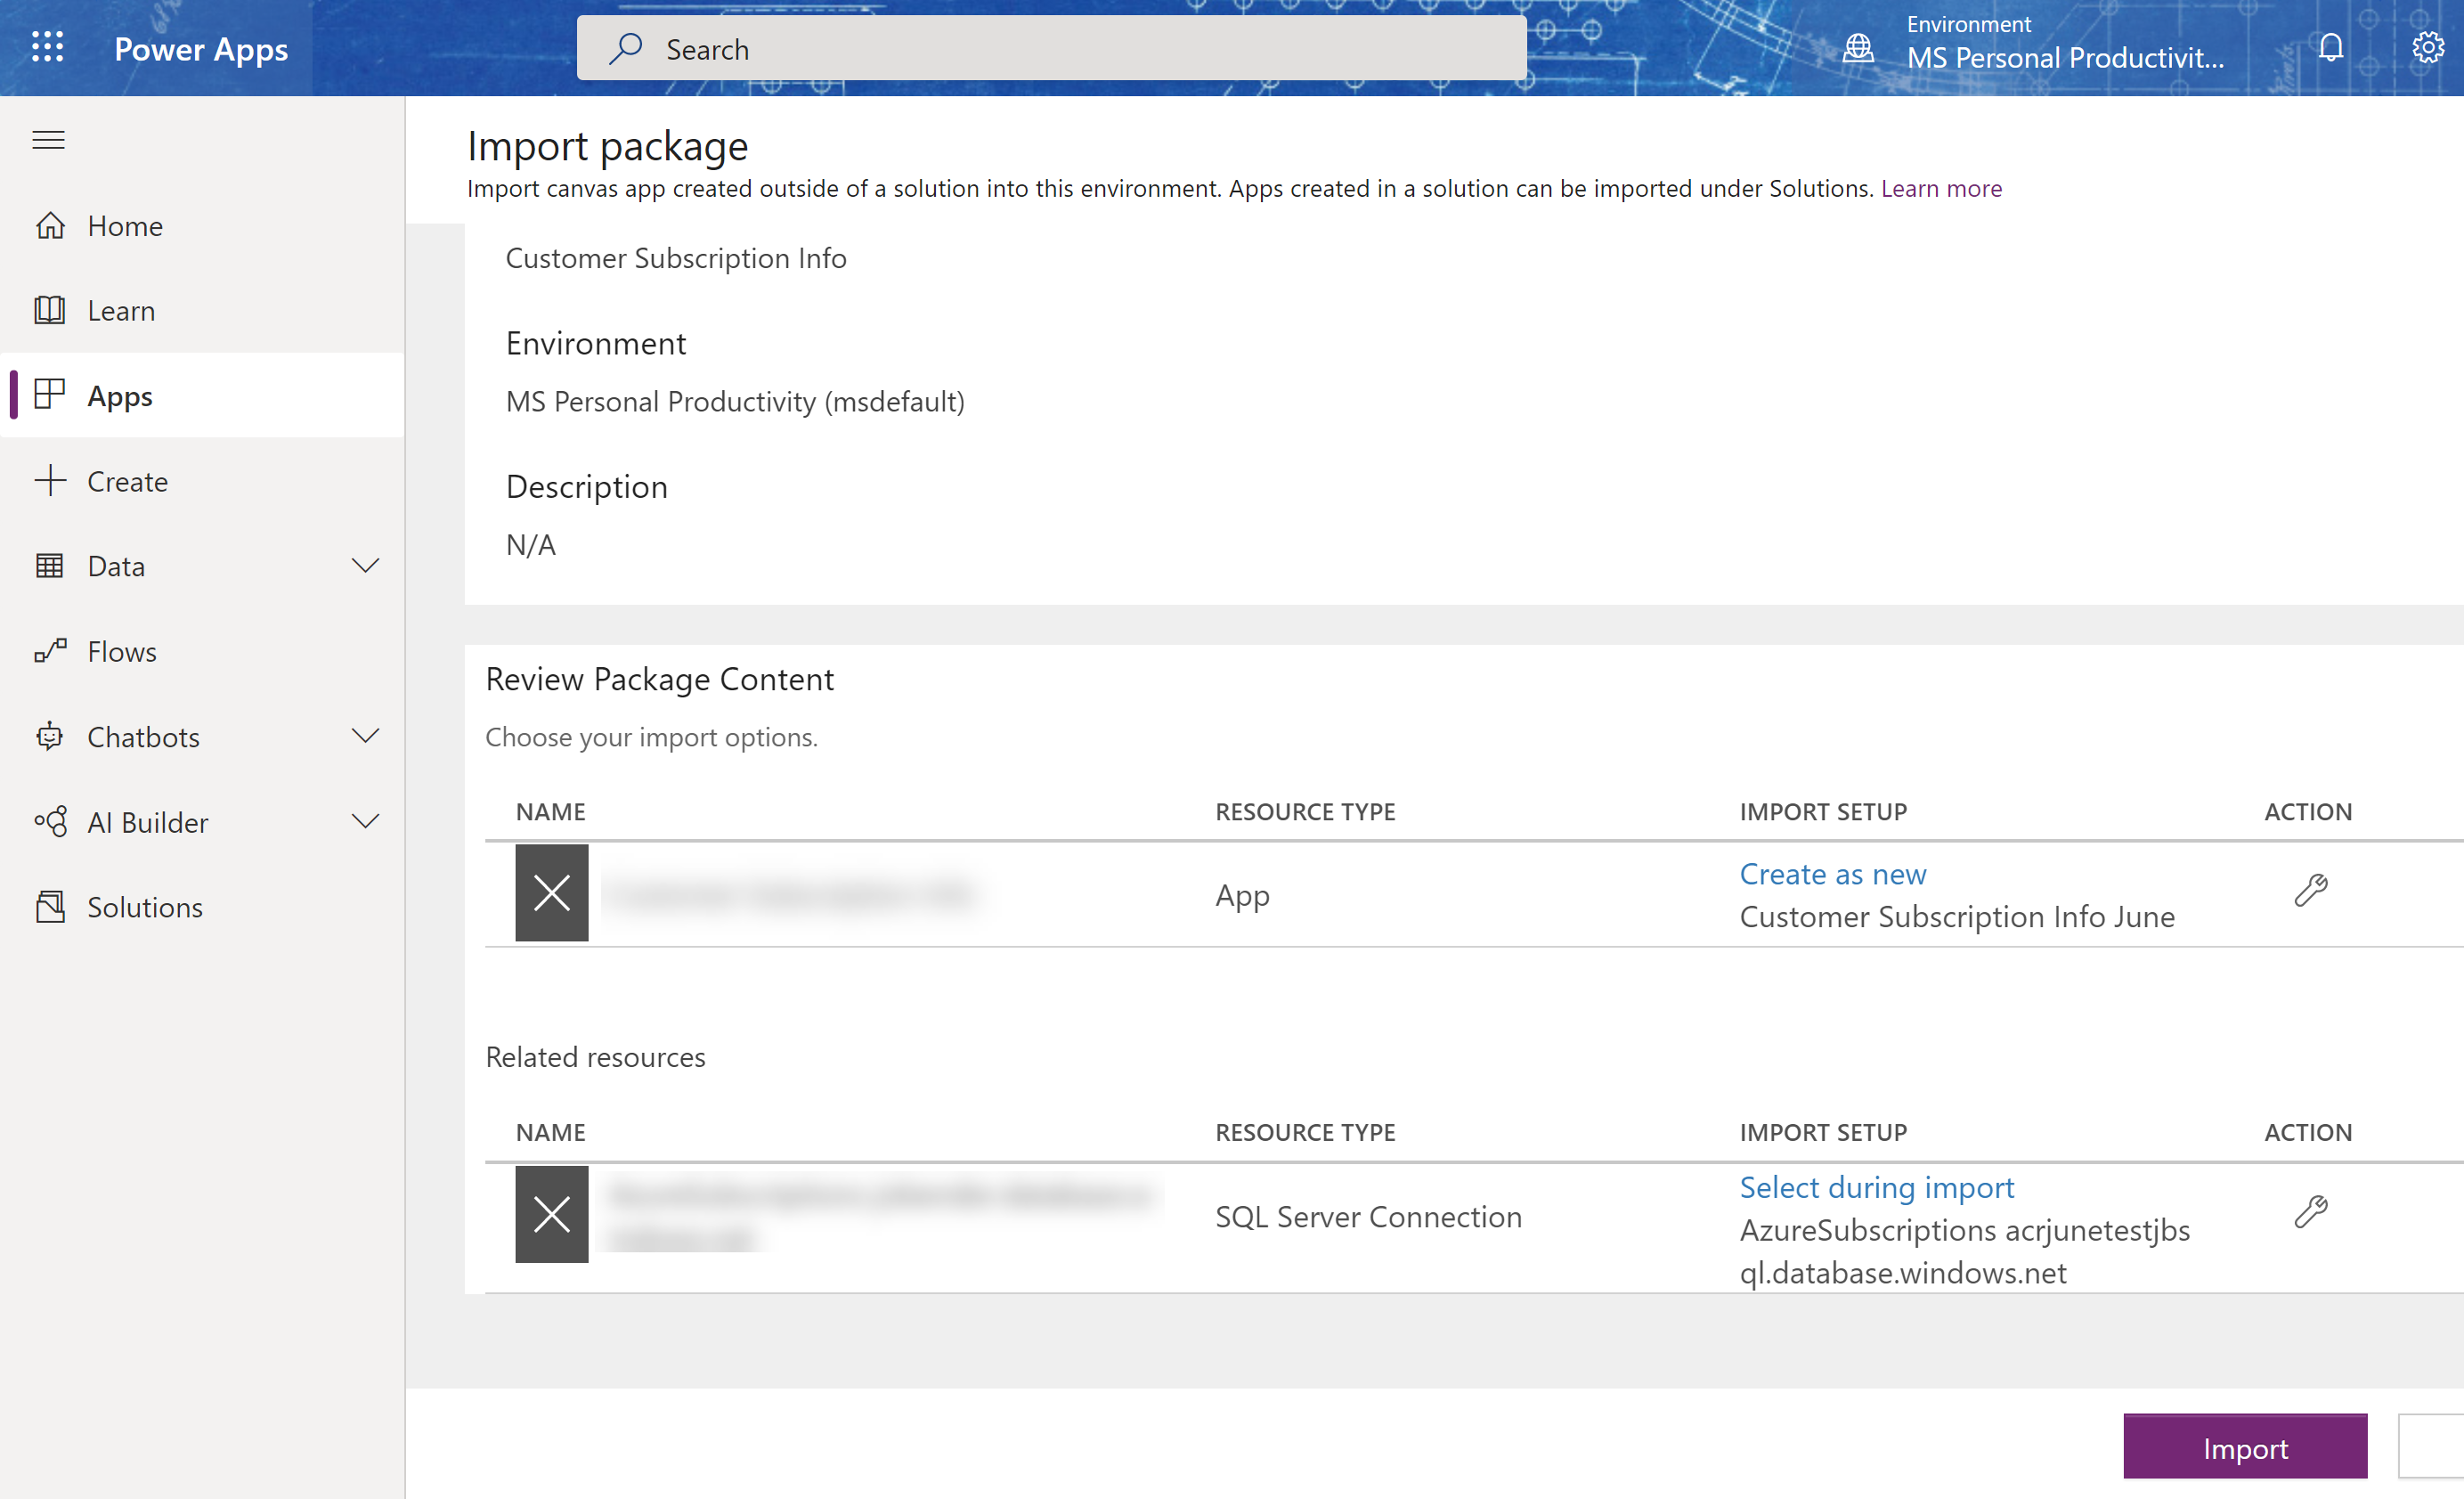 Power Apps
Search
Environment
MS Personal Productivit...
Import package
Import canvas app created outside of a solution into this environment. Apps created in a solution can be imported under Solutions. Learn more
Home
Learn
Apps
Create
Data
Flows
Chatbots
AI Builder
Solutions
Customer Subscription Info
Environment
MS Personal Productivity (msdefault)
Description
N/A
Review Package Content
Choose your import options.
NAME RESOURCE TYPE IMPORT SETUP ACTION
App Create as new
Customer Subscription Info June
Related resources
NAME RESOURCE TYPE IMPORT SETUP ACTION
SQL Server Connection Select during import
AzureSubscriptions acrjunetestjbs
ql.database.windows.net
Import